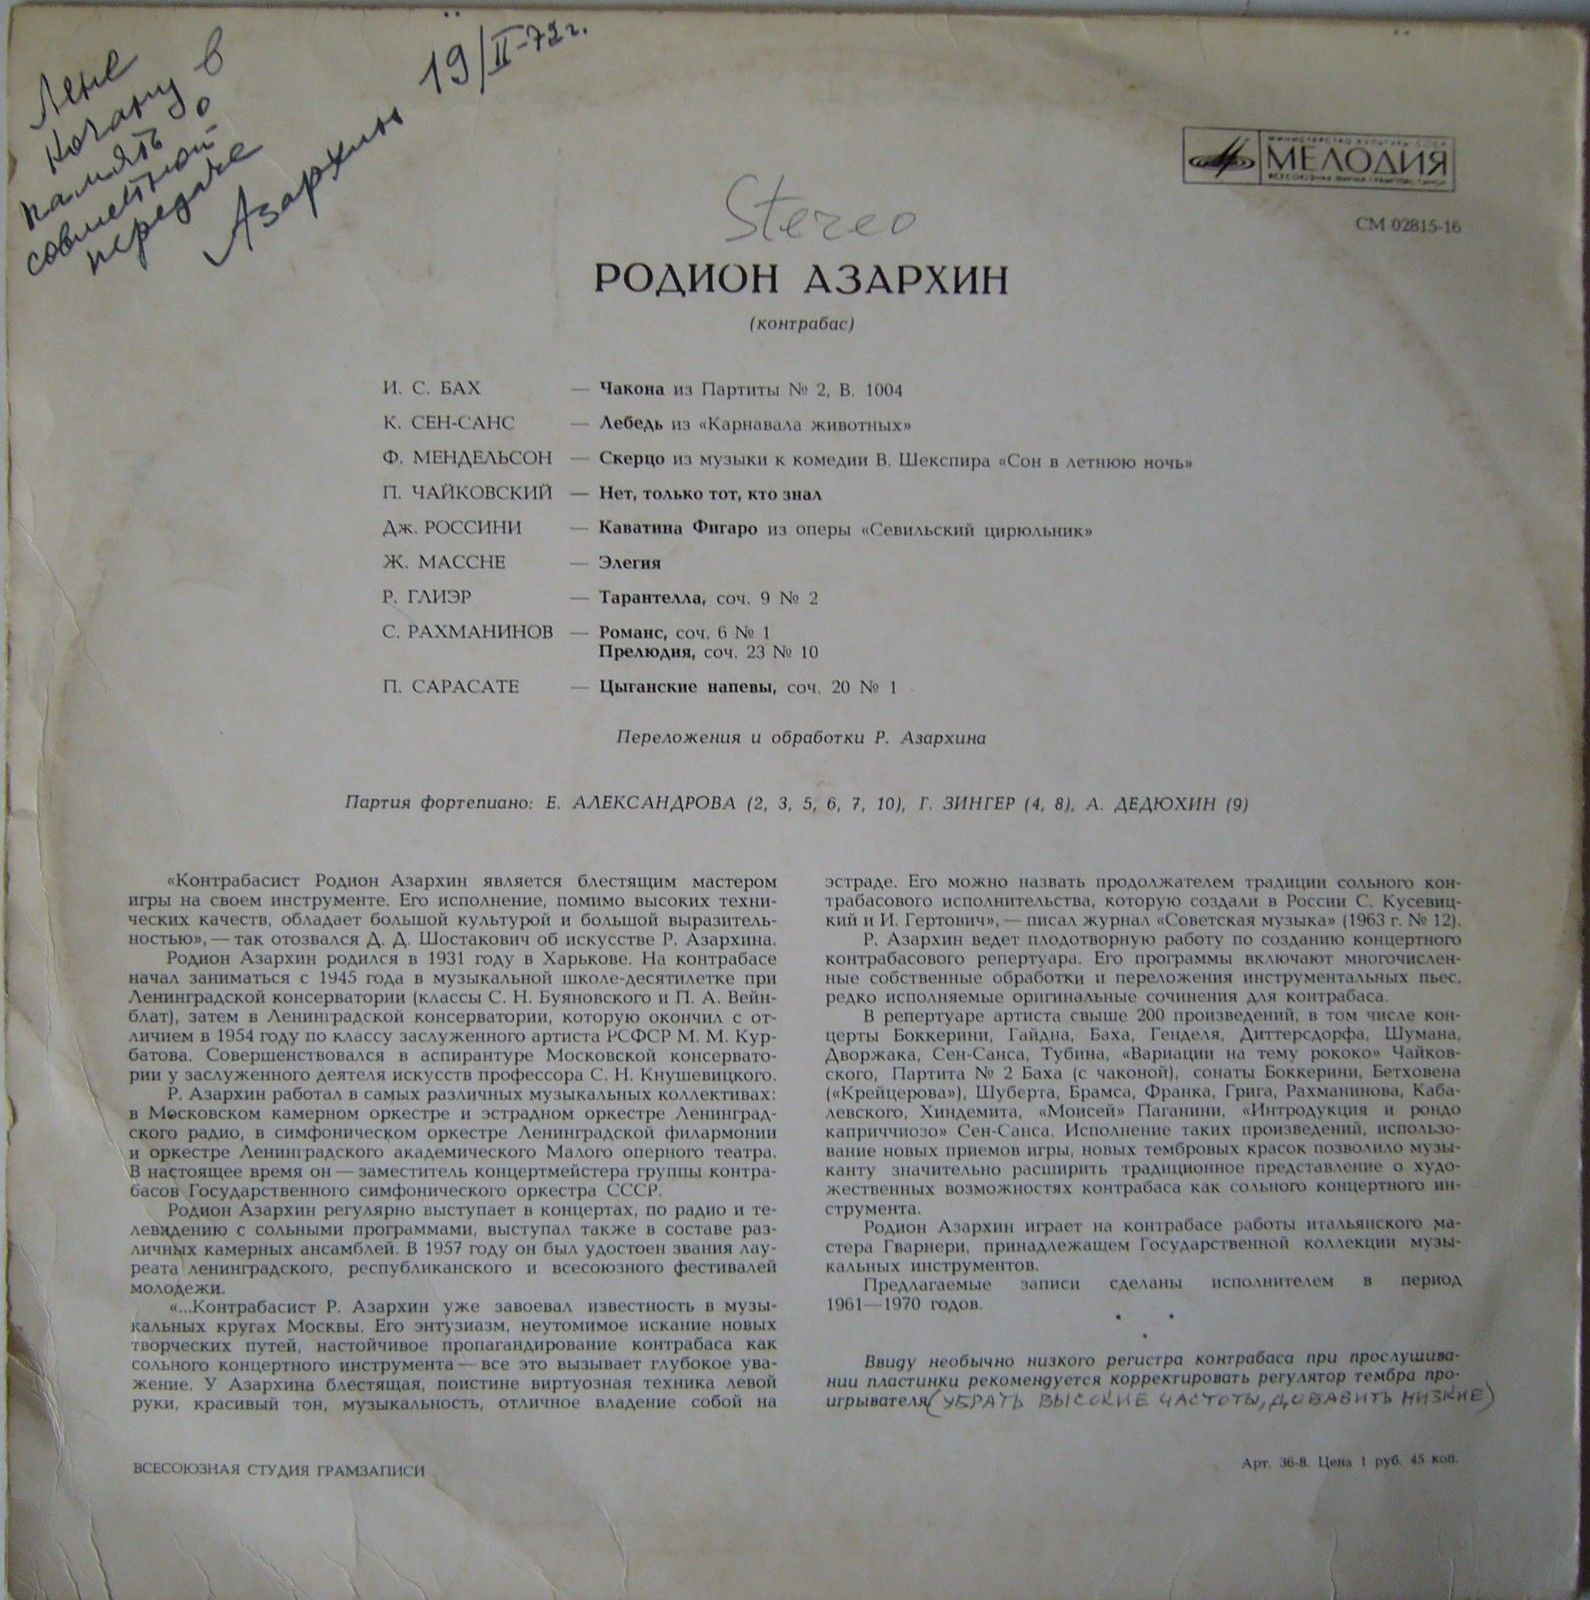 Лене
Когану в
память о
совместной
передаче
Азархин 19/II-72г.
МИНИСТЕРСТВО КУЛЬТУРЫ СССР
МЕЛОДИЯ
ВСЕСОЮЗНАЯ ФИРМА ГРАМПЛАСТИНОК
Stereo
СМ 02815-16
РОДИОН АЗАРХИН
(контрабас)
И. С. БАХ — Чакона из Партиты № 2, В. 1004
К. СЕН-САНС — Лебедь из «Карнавала животных»
Ф. МЕНДЕЛЬСОН — Скерцо из музыки к комедии В. Шекспира «Сон в летнюю ночь»
П. ЧАЙКОВСКИЙ — Нет, только тот, кто знал
Дж. РОССИНИ — Каватина Фигаро из оперы «Севильский цирюльник»
Ж. МАССНЕ — Элегия
Р. ГЛИЭР — Тарантелла, соч. 9 № 2
С. РАХМАНИНОВ — Романс, соч. 6 № 1
Прелюдия, соч. 23 № 10
П. САРАСАТЕ — Цыганские напевы, соч. 20 № 1
Переложения и обработки Р. Азархина
Партия фортепиано: Е. АЛЕКСАНДРОВА (2, 3, 5, 6, 7, 10), Г. ЗИНГЕР (4, 8), А. ДЕДЮХИН (9)
«Контрабасист Родион Азархин является блестящим мастером
игры на своем инструменте. Его исполнение, помимо высоких техни-
ческих качеств, обладает большой культурой и большой выразитель-
ностью»,— так отозвался Д. Д. Шостакович об искусстве Р. Азархина.
Родион Азархин родился в 1931 году в Харькове. На контрабасе
начал заниматься с 1945 года в музыкальной школе-десятилетке при
Ленинградской консерватории (классы С. Н. Буяновского и П. А. Вейн-
блат), затем в Ленинградской консерватории, которую окончил с от-
личием в 1954 году по классу заслуженного артиста РСФСР М. М. Кур-
батова. Совершенствовался в аспирантуре Московской консервато-
рии у заслуженного деятеля искусств профессора С. Н. Кнушевицкого.
Р. Азархин работал в самых различных музыкальных коллективах:
в Московском камерном оркестре и эстрадном оркестре Ленинград-
ского радио, в симфоническом оркестре Ленинградской филармонии
и оркестре Ленинградского академического Малого оперного театра.
В настоящее время он — заместитель концертмейстера группы контра-
басов Государственного симфонического оркестра СССР.
Родион Азархин регулярно выступает в концертах, по радио и те-
левидению с сольными программами, выступал также в составе раз-
личных камерных ансамблей. В 1957 году он был удостоен звания лау-
реата ленинградского, республиканского и всесоюзного фестивалей
молодежи.
«...Контрабасист Р. Азархин уже завоевал известность в музы-
кальных кругах Москвы. Его энтузиазм, неутомимое искание новых
творческих путей, настойчивое пропагандирование контрабаса как
сольного концертного инструмента — все это вызывает глубокое ува-
жение. У Азархина блестящая, поистине виртуозная техника левой
руки, красивый тон, музыкальность, отличное владение собой на
эстраде. Его можно назвать продолжателем традиции сольного кон-
трабасового исполнительства, которую создали в России С. Кусевиц-
кий и И. Гертович»,— писал журнал «Советская музыка» (1963 г. № 12).
Р. Азархин ведет плодотворную работу по созданию концертного
контрабасового репертуара. Его программы включают многочислен-
ные собственные обработки и переложения инструментальных пьес,
редко исполняемые оригинальные сочинения для контрабаса.
В репертуаре артиста свыше 200 произведений, в том числе кон-
церты Боккерини, Гайдна, Баха, Генделя, Диттерсдорфа, Шумана,
Дворжака, Сен-Санса, Тубина, «Вариации на тему рококо» Чайков-
ского, Партита № 2 Баха (с чаконой), сонаты Боккерини, Бетховена
(«Крейцерова»), Шуберта, Брамса, Франка, Грига, Рахманинова, Каба-
левского, Хиндемита, «Моисей» Паганини, «Интродукция и рондо
каприччиозо» Сен-Санса. Исполнение таких произведений, использо-
вание новых приемов игры, новых тембровых красок позволило музы-
канту значительно расширить традиционное представление о худо-
жественных возможностях контрабаса как сольного концертного ин-
струмента.
Родион Азархин играет на контрабасе работы итальянского ма-
стера Гварнери, принадлежащем Государственной коллекции музы-
кальных инструментов.
Предлагаемые записи сделаны исполнителем в период
1961—1970 годов.
Ввиду необычно низкого регистра контрабаса при прослушива-
нии пластинки рекомендуется корректировать регулятор тембра про-
игрывателя (УБРАТЬ ВЫСОКИЕ ЧАСТОТЫ, ДОБАВИТЬ НИЗКИЕ)
ВСЕСОЮЗНАЯ СТУДИЯ ГРАМЗАПИСИ
Арт. 36-8. Цена 1 руб. 45 коп.